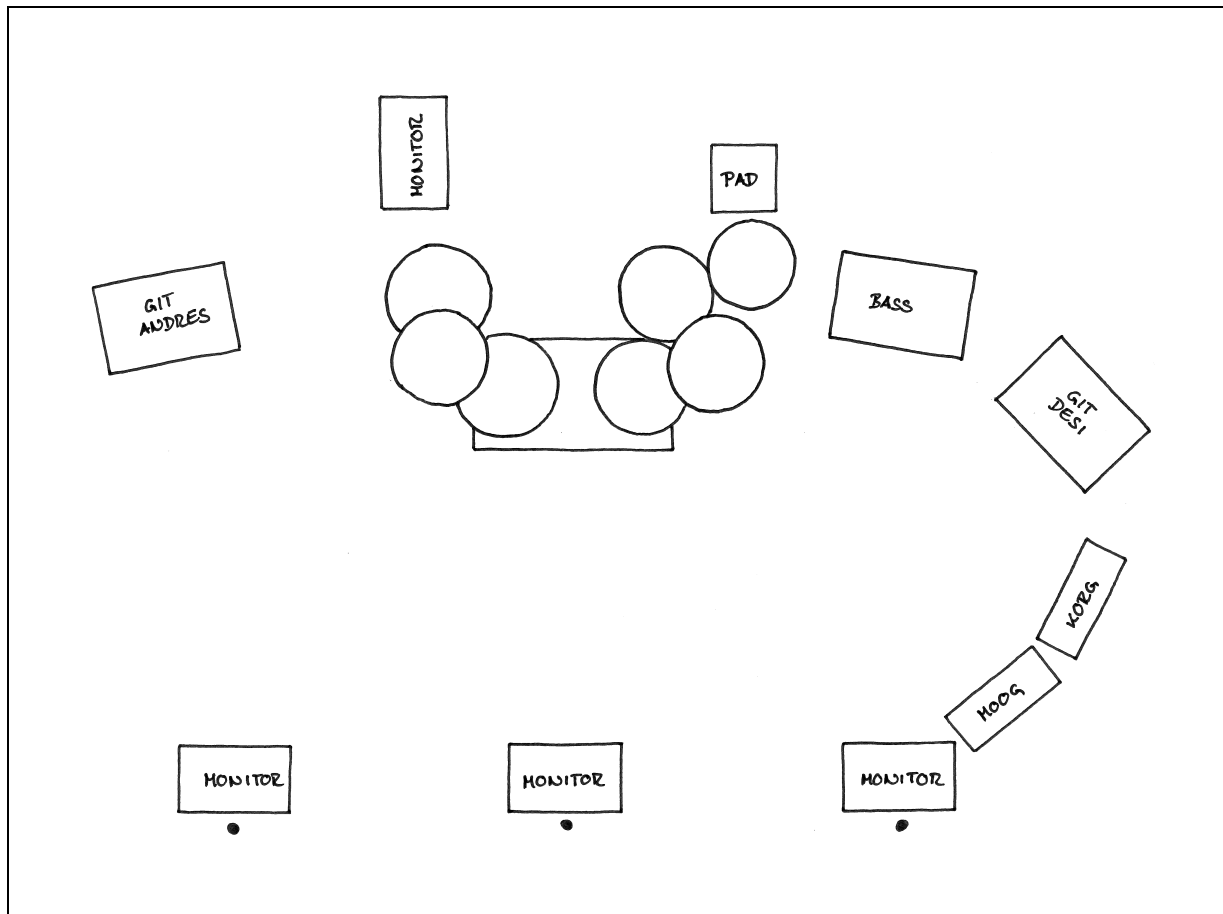 MONITOR
PAD
GIT
ANDRES
BASS
GIT
DESI
KORG
MOOG
MONITOR
MONITOR
MONITOR